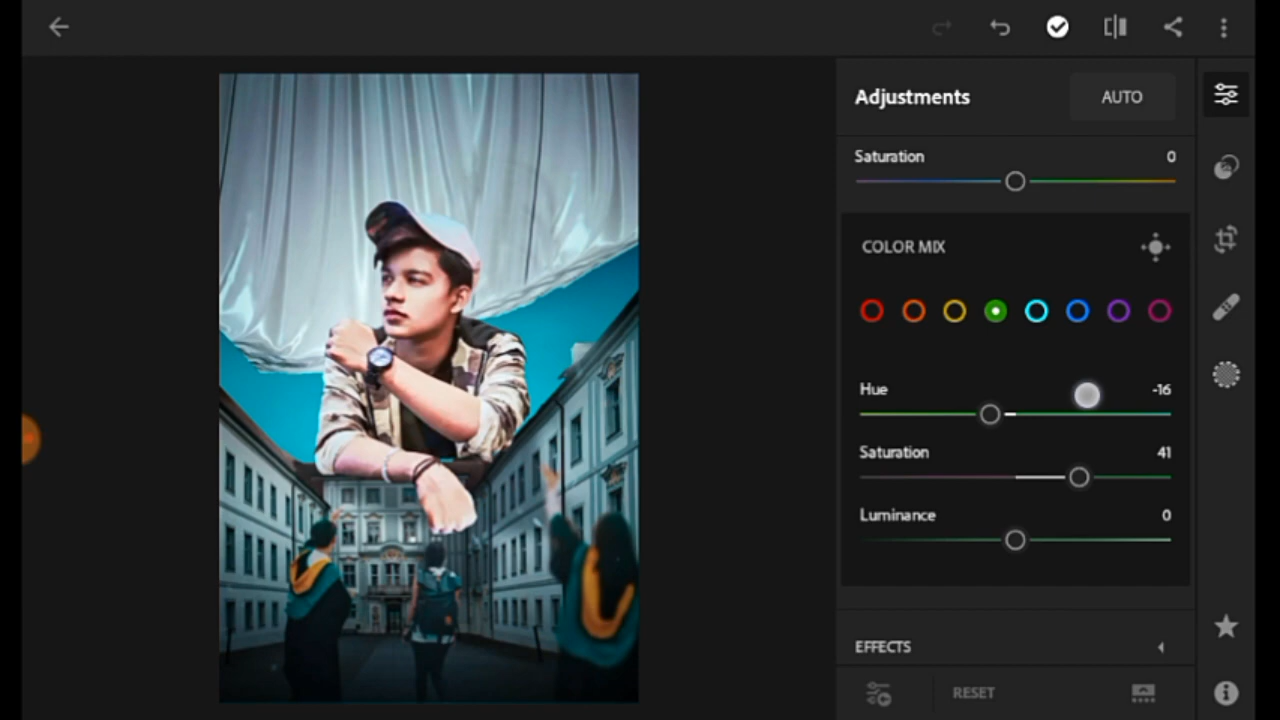 Adjustments
AUTO
Saturation 0
COLOR MIX
Hue -16
Saturation 41
Luminance 0
EFFECTS
RESET